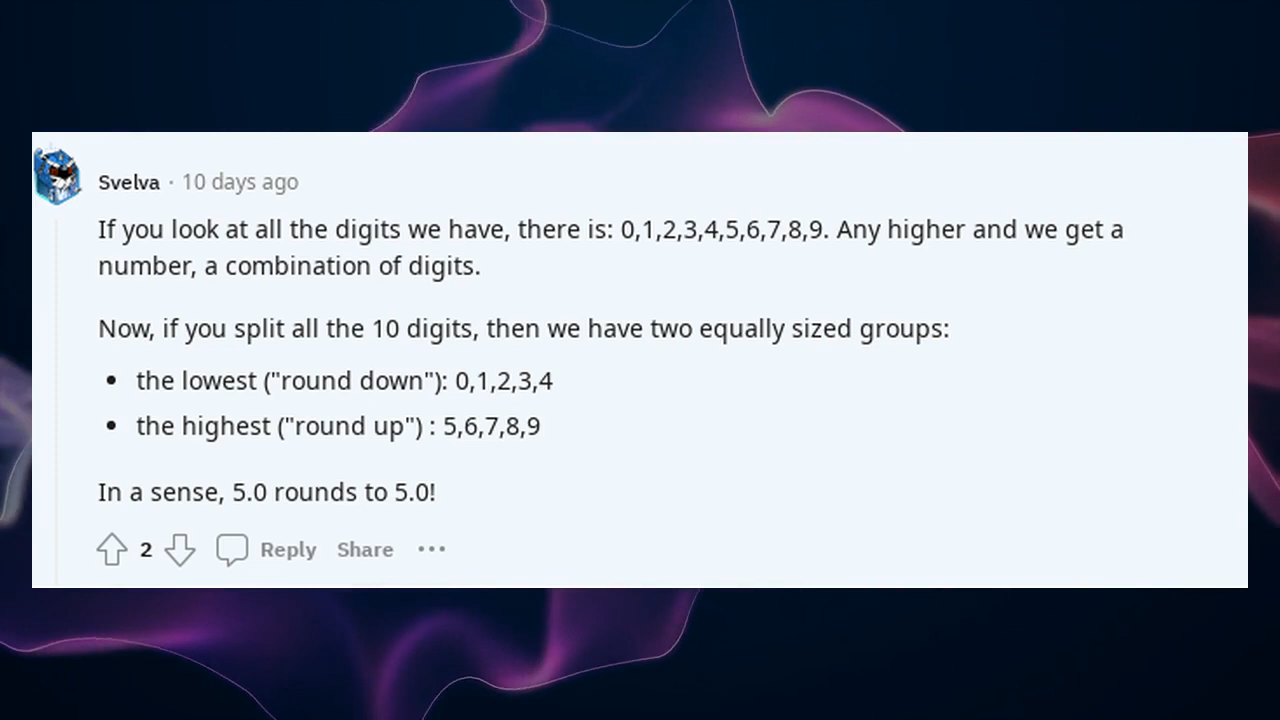 Svelva · 10 days ago
If you look at all the digits we have, there is: 0,1,2,3,4,5,6,7,8,9. Any higher and we get a
number, a combination of digits.
Now, if you split all the 10 digits, then we have two equally sized groups:
• the lowest ("round down"): 0,1,2,3,4
• the highest ("round up") : 5,6,7,8,9
In a sense, 5.0 rounds to 5.0!
2 Reply Share •••